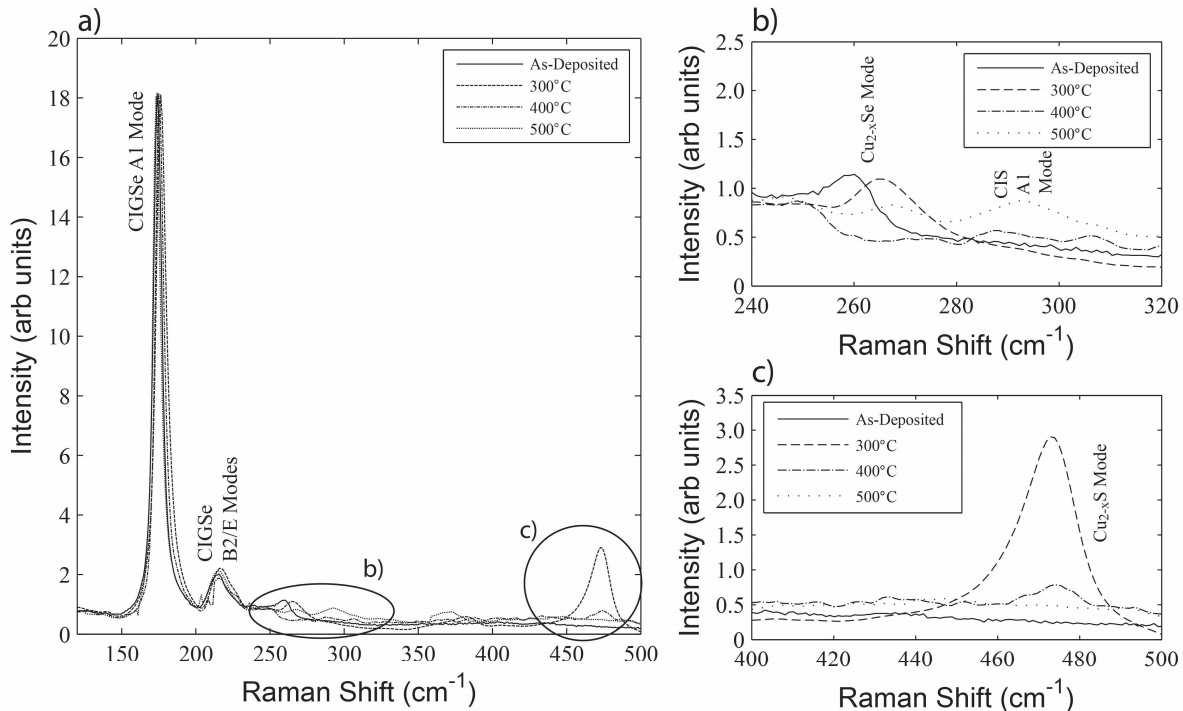 a)
20
18
16
14
12
10
8
6
4
2
0
Intensity (arb units)
As-Deposited
300°C
400°C
500°C
CIGSe A1 Mode
CIGSe
B2/E Modes
b)
c)
150 200 250 300 350 400 450 500
Raman Shift (cm-1)
b)
2.5
2.0
1.5
1.0
0.5
0
Intensity (arb units)
As-Deposited
300°C
400°C
500°C
Cu2-xSe Mode
CIS
A1
Mode
240 260 280 300 320
Raman Shift (cm-1)
c)
3.5
3.0
2.5
2.0
1.5
1.0
0.5
0
Intensity (arb units)
As-Deposited
300°C
400°C
500°C
Cu2-xS Mode
400 420 440 460 480 500
Raman Shift (cm-1)